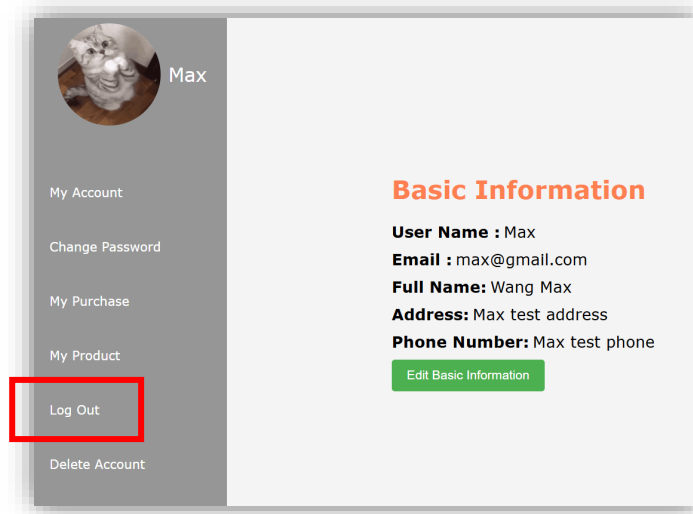 Max
My Account
Change Password
My Purchase
My Product
Log Out
Delete Account
Basic Information
User Name : Max
Email : max@gmail.com
Full Name: Wang Max
Address: Max test address
Phone Number: Max test phone
Edit Basic Information